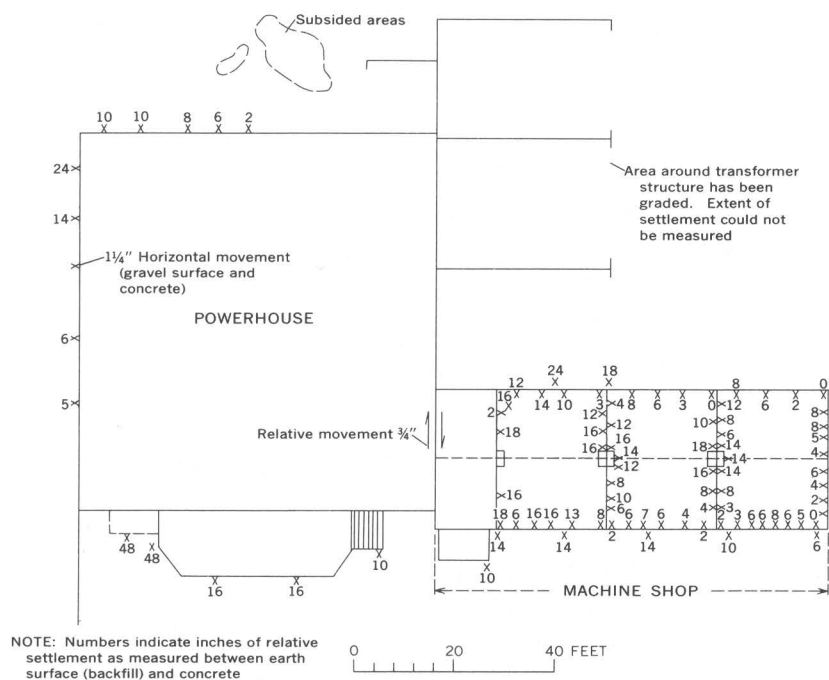 Subsided areas
10 10 8 6 2
24
14
1¼" Horizontal movement
(gravel surface and
concrete)
Area around transformer
structure has been
graded. Extent of
settlement could not
be measured
POWERHOUSE
6
5
Relative movement ¾"
24 18
12 8 0
16 14 10 3 4 8 6 3 0 12 6 2
2 12 10 8 8
18 12 6 5
16 16 18 14 4
16 14 14
12 16 14 6
16 8 8 8 4
10 2
6 4 3
18 6 16 16 13 8 6 7 6 4 2 3 6 6 8 6 5 0
14 14 2 14 2 10 6
48
48
16 16
10
10
MACHINE SHOP
NOTE: Numbers indicate inches of relative
settlement as measured between earth
surface (backfill) and concrete
0 20 40 FEET